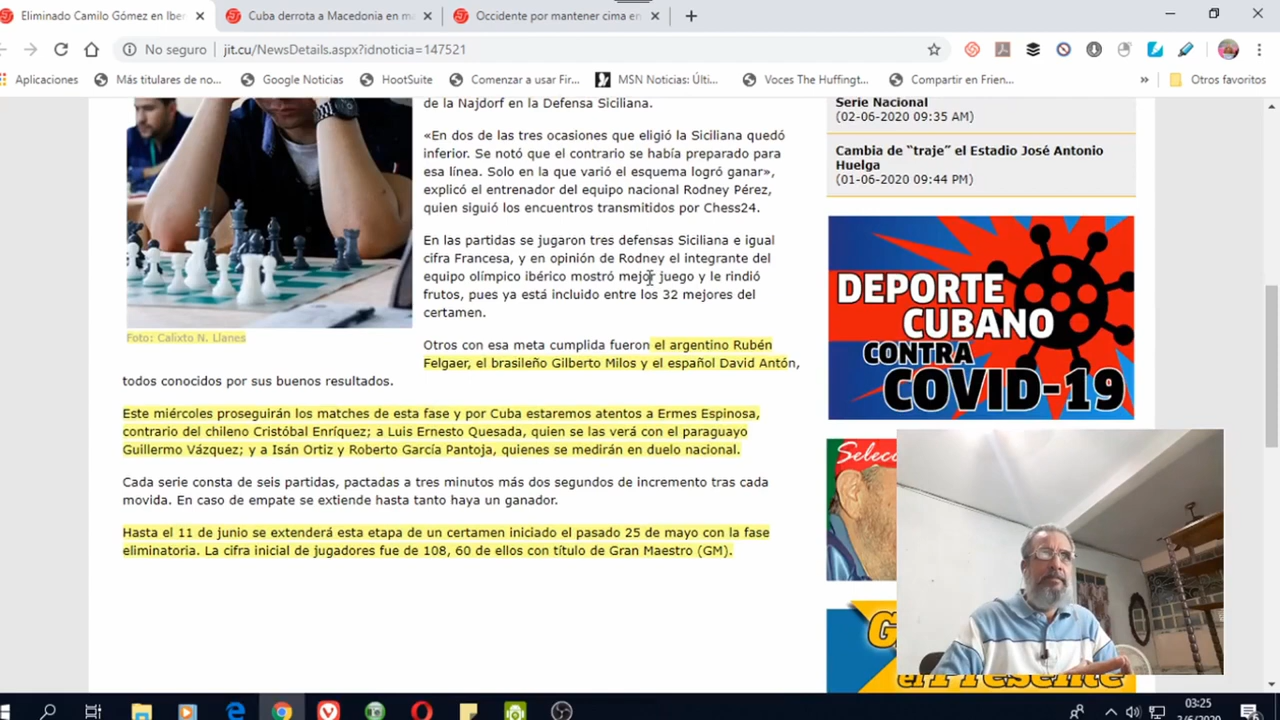 Eliminado Camilo Gómez en Iber
Cuba derrota a Macedonia en m
Occidente por mantener cima en
No seguro
jit.cu/NewsDetails.aspx?idnoticia=147521
Aplicaciones
Más titulares de no...
Google Noticias
HootSuite
Comenzar a usar Fir...
MSN Noticias: Últi...
Voces The Huffingt...
Compartir en Frien...
Otros favoritos
de la Najdorf en la Defensa Siciliana.
«En dos de las tres ocasiones que eligió la Siciliana quedó
inferior. Se notó que el contrario se había preparado para
esa línea. Solo en la que varió el esquema logró ganar»,
explicó el entrenador del equipo nacional Rodney Pérez,
quien siguió los encuentros transmitidos por Chess24.
En las partidas se jugaron tres defensas Siciliana e igual
cifra Francesa, y en opinión de Rodney el integrante del
equipo olímpico ibérico mostró mejor juego y le rindió
frutos, pues ya está incluido entre los 32 mejores del
certamen.
Foto: Calixto N. Llanes
Otros con esa meta cumplida fueron el argentino Rubén
Felgaer, el brasileño Gilberto Milos y el español David Antón,
todos conocidos por sus buenos resultados.
Este miércoles proseguirán los matches de esta fase y por Cuba estaremos atentos a Ermes Espinosa,
contrario del chileno Cristóbal Enríquez; a Luis Ernesto Quesada, quien se las verá con el paraguayo
Guillermo Vázquez; y a Isán Ortiz y Roberto García Pantoja, quienes se medirán en duelo nacional.
Cada serie consta de seis partidas, pactadas a tres minutos más dos segundos de incremento tras cada
movida. En caso de empate se extiende hasta tanto haya un ganador.
Hasta el 11 de junio se extenderá esta etapa de un certamen iniciado el pasado 25 de mayo con la fase
eliminatoria. La cifra inicial de jugadores fue de 108, 60 de ellos con título de Gran Maestro (GM).
Serie Nacional
(02-06-2020 09:35 AM)
Cambia de "traje" el Estadio José Antonio
Huelga
(01-06-2020 09:44 PM)
DEPORTE
CUBANO
CONTRA
COVID-19
Selec
G
el Presente
03:25